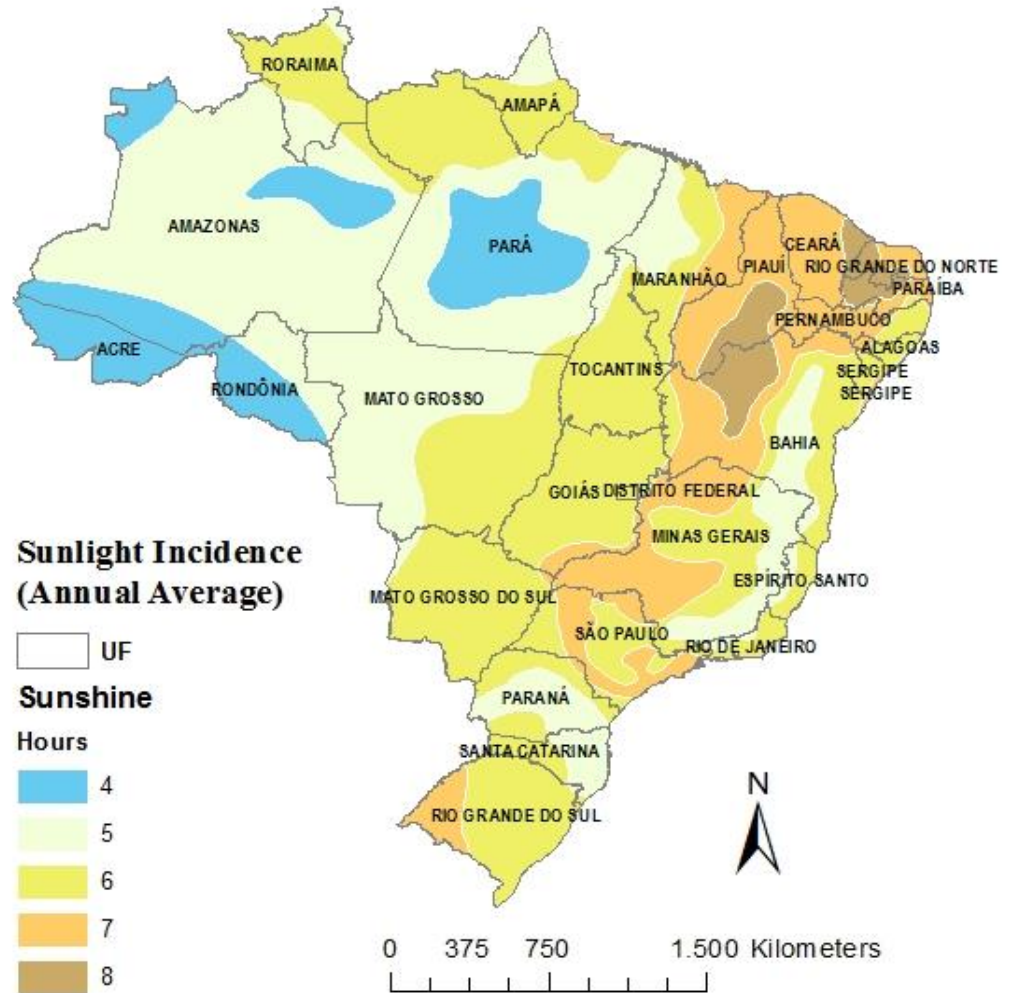 RORAIMA
AMAPÁ
AMAZONAS
PARÁ
CEARÁ
MARANHÃO
PIAUÍ
RIO GRANDE DO NORTE
PARAÍBA
PERNAMBUCO
ALAGOAS
SERGIPE
SERGIPE
ACRE
TOCANTINS
RONDÔNIA
MATO GROSSO
BAHIA
GOIÁS
DISTRITO FEDERAL
MINAS GERAIS
ESPÍRITO SANTO
MATO GROSSO DO SUL
SÃO PAULO
RIO DE JANEIRO
PARANÁ
SANTA CATARINA
RIO GRANDE DO SUL
Sunlight Incidence
(Annual Average)
UF
Sunshine
Hours
4
5
6
7
8
N
0 375 750 1.500 Kilometers